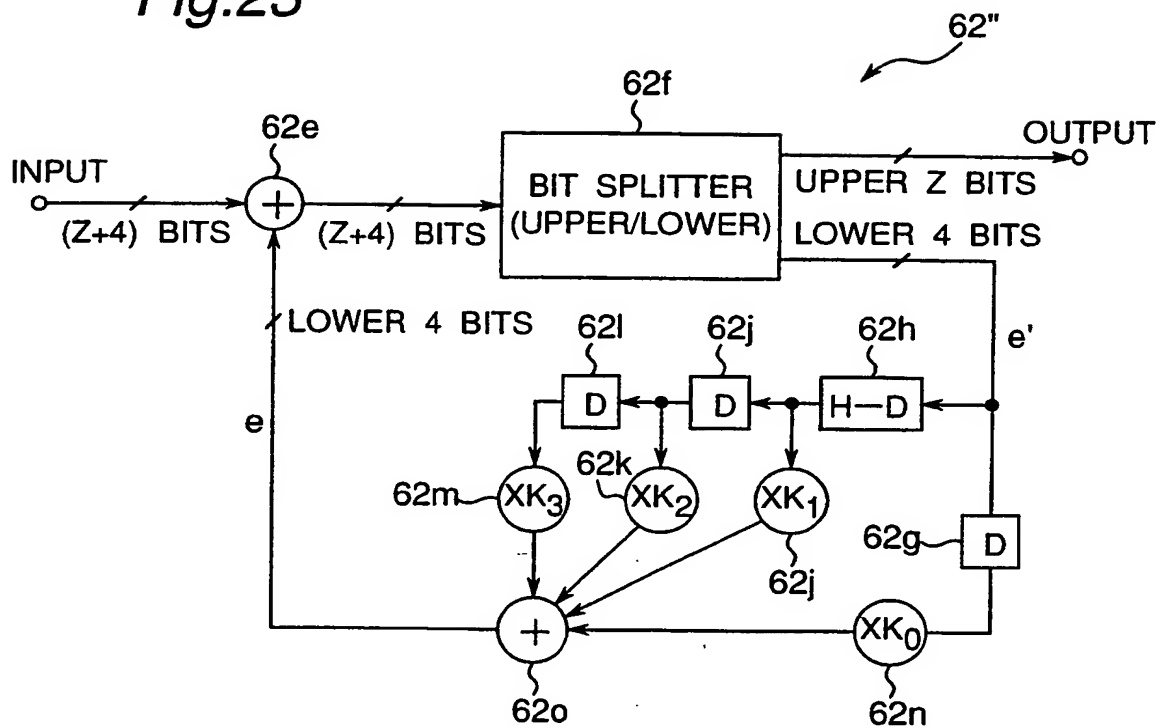 Fig.23
62"
62f
62e
OUTPUT
INPUT
+
BIT SPLITTER
(UPPER/LOWER)
UPPER Z BITS
(Z+4) BITS
(Z+4) BITS
LOWER 4 BITS
LOWER 4 BITS
62l
62j
62h
e'
e
D
D
H—D
62m
XK3
62k
XK2
XK1
62g
D
62j
+
XK0
62o
62n